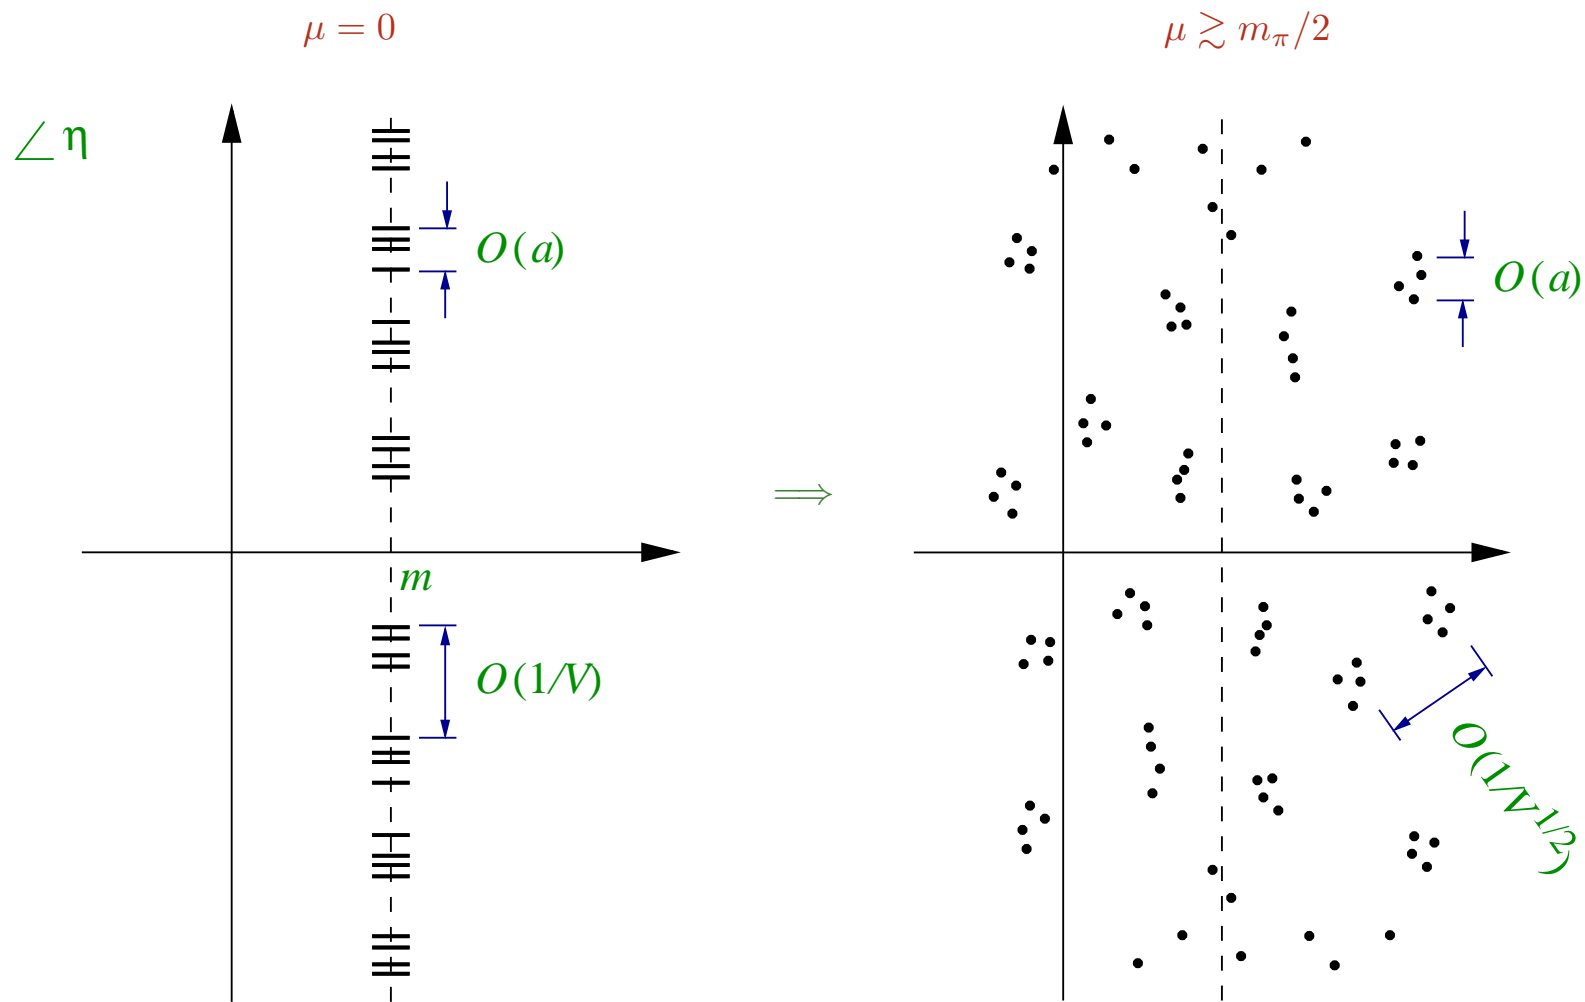 μ = 0
μ ≳ m_π/2
∠ η
O(a)
O(a)
⟹
m
O(1/V)
O(1/V^{1/2})